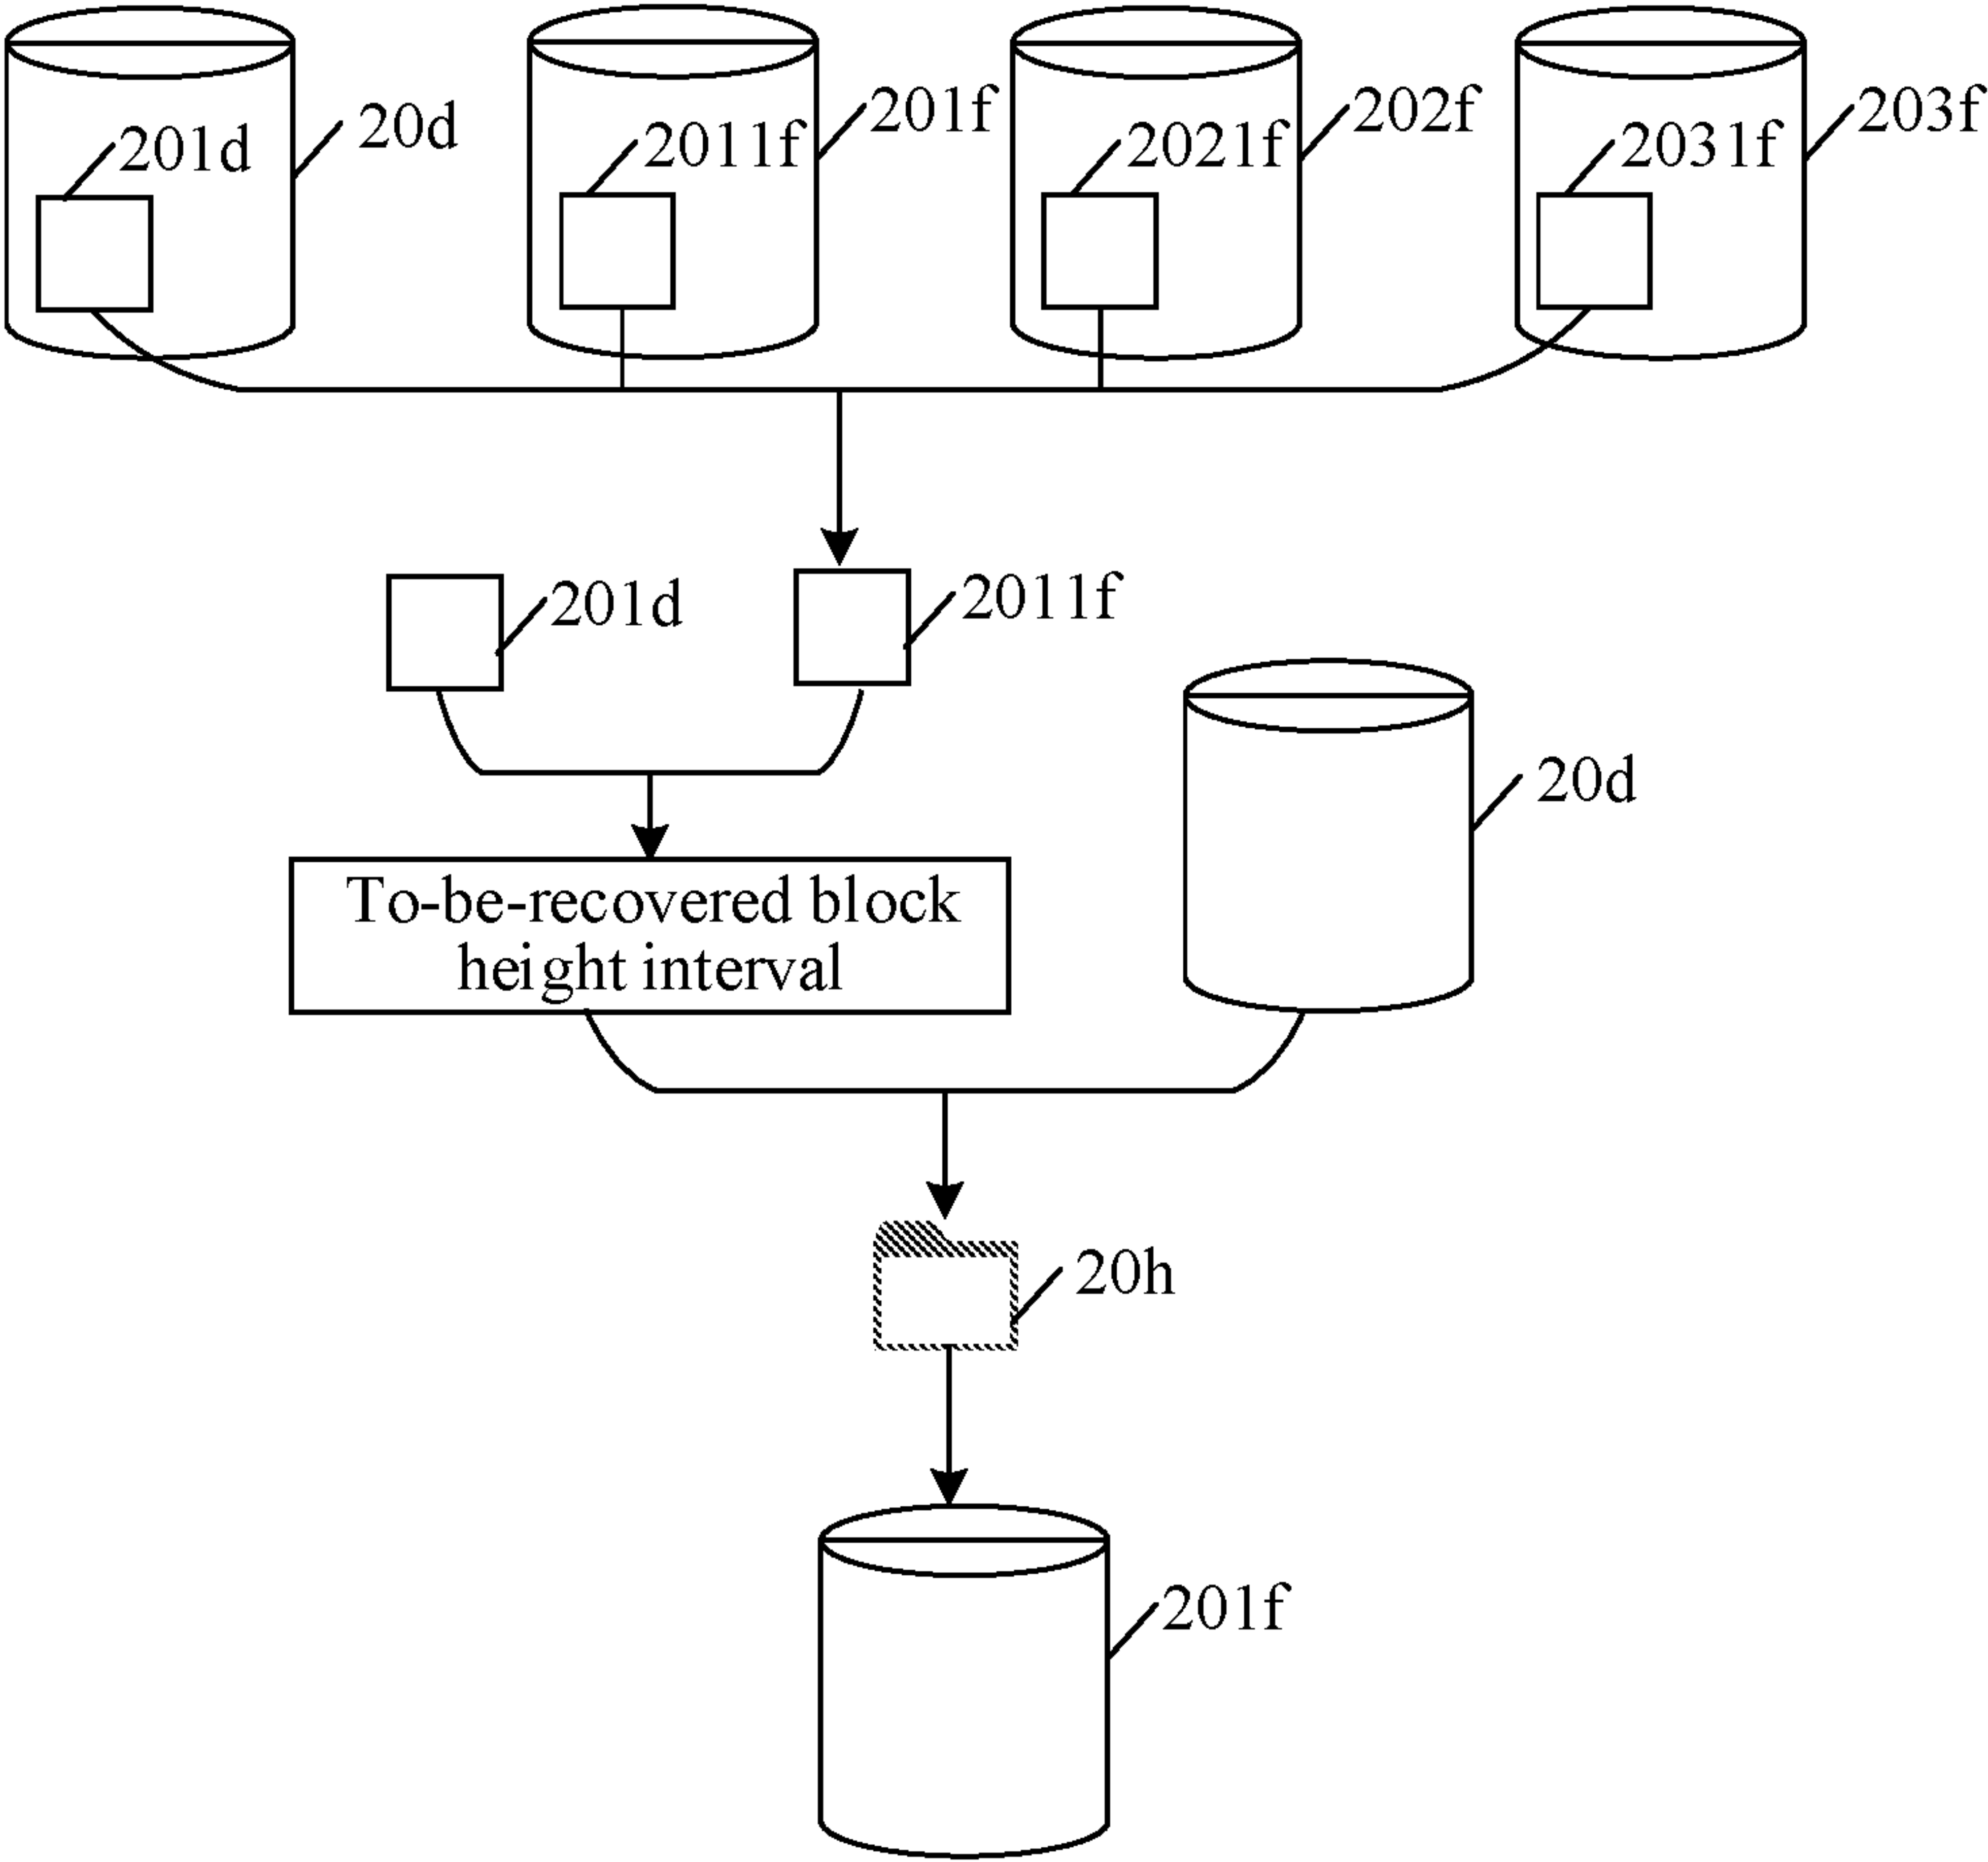 201d
20d
2011f
201f
2021f
202f
2031f
203f
201d
2011f
20d
To-be-recovered block
height interval
20h
201f